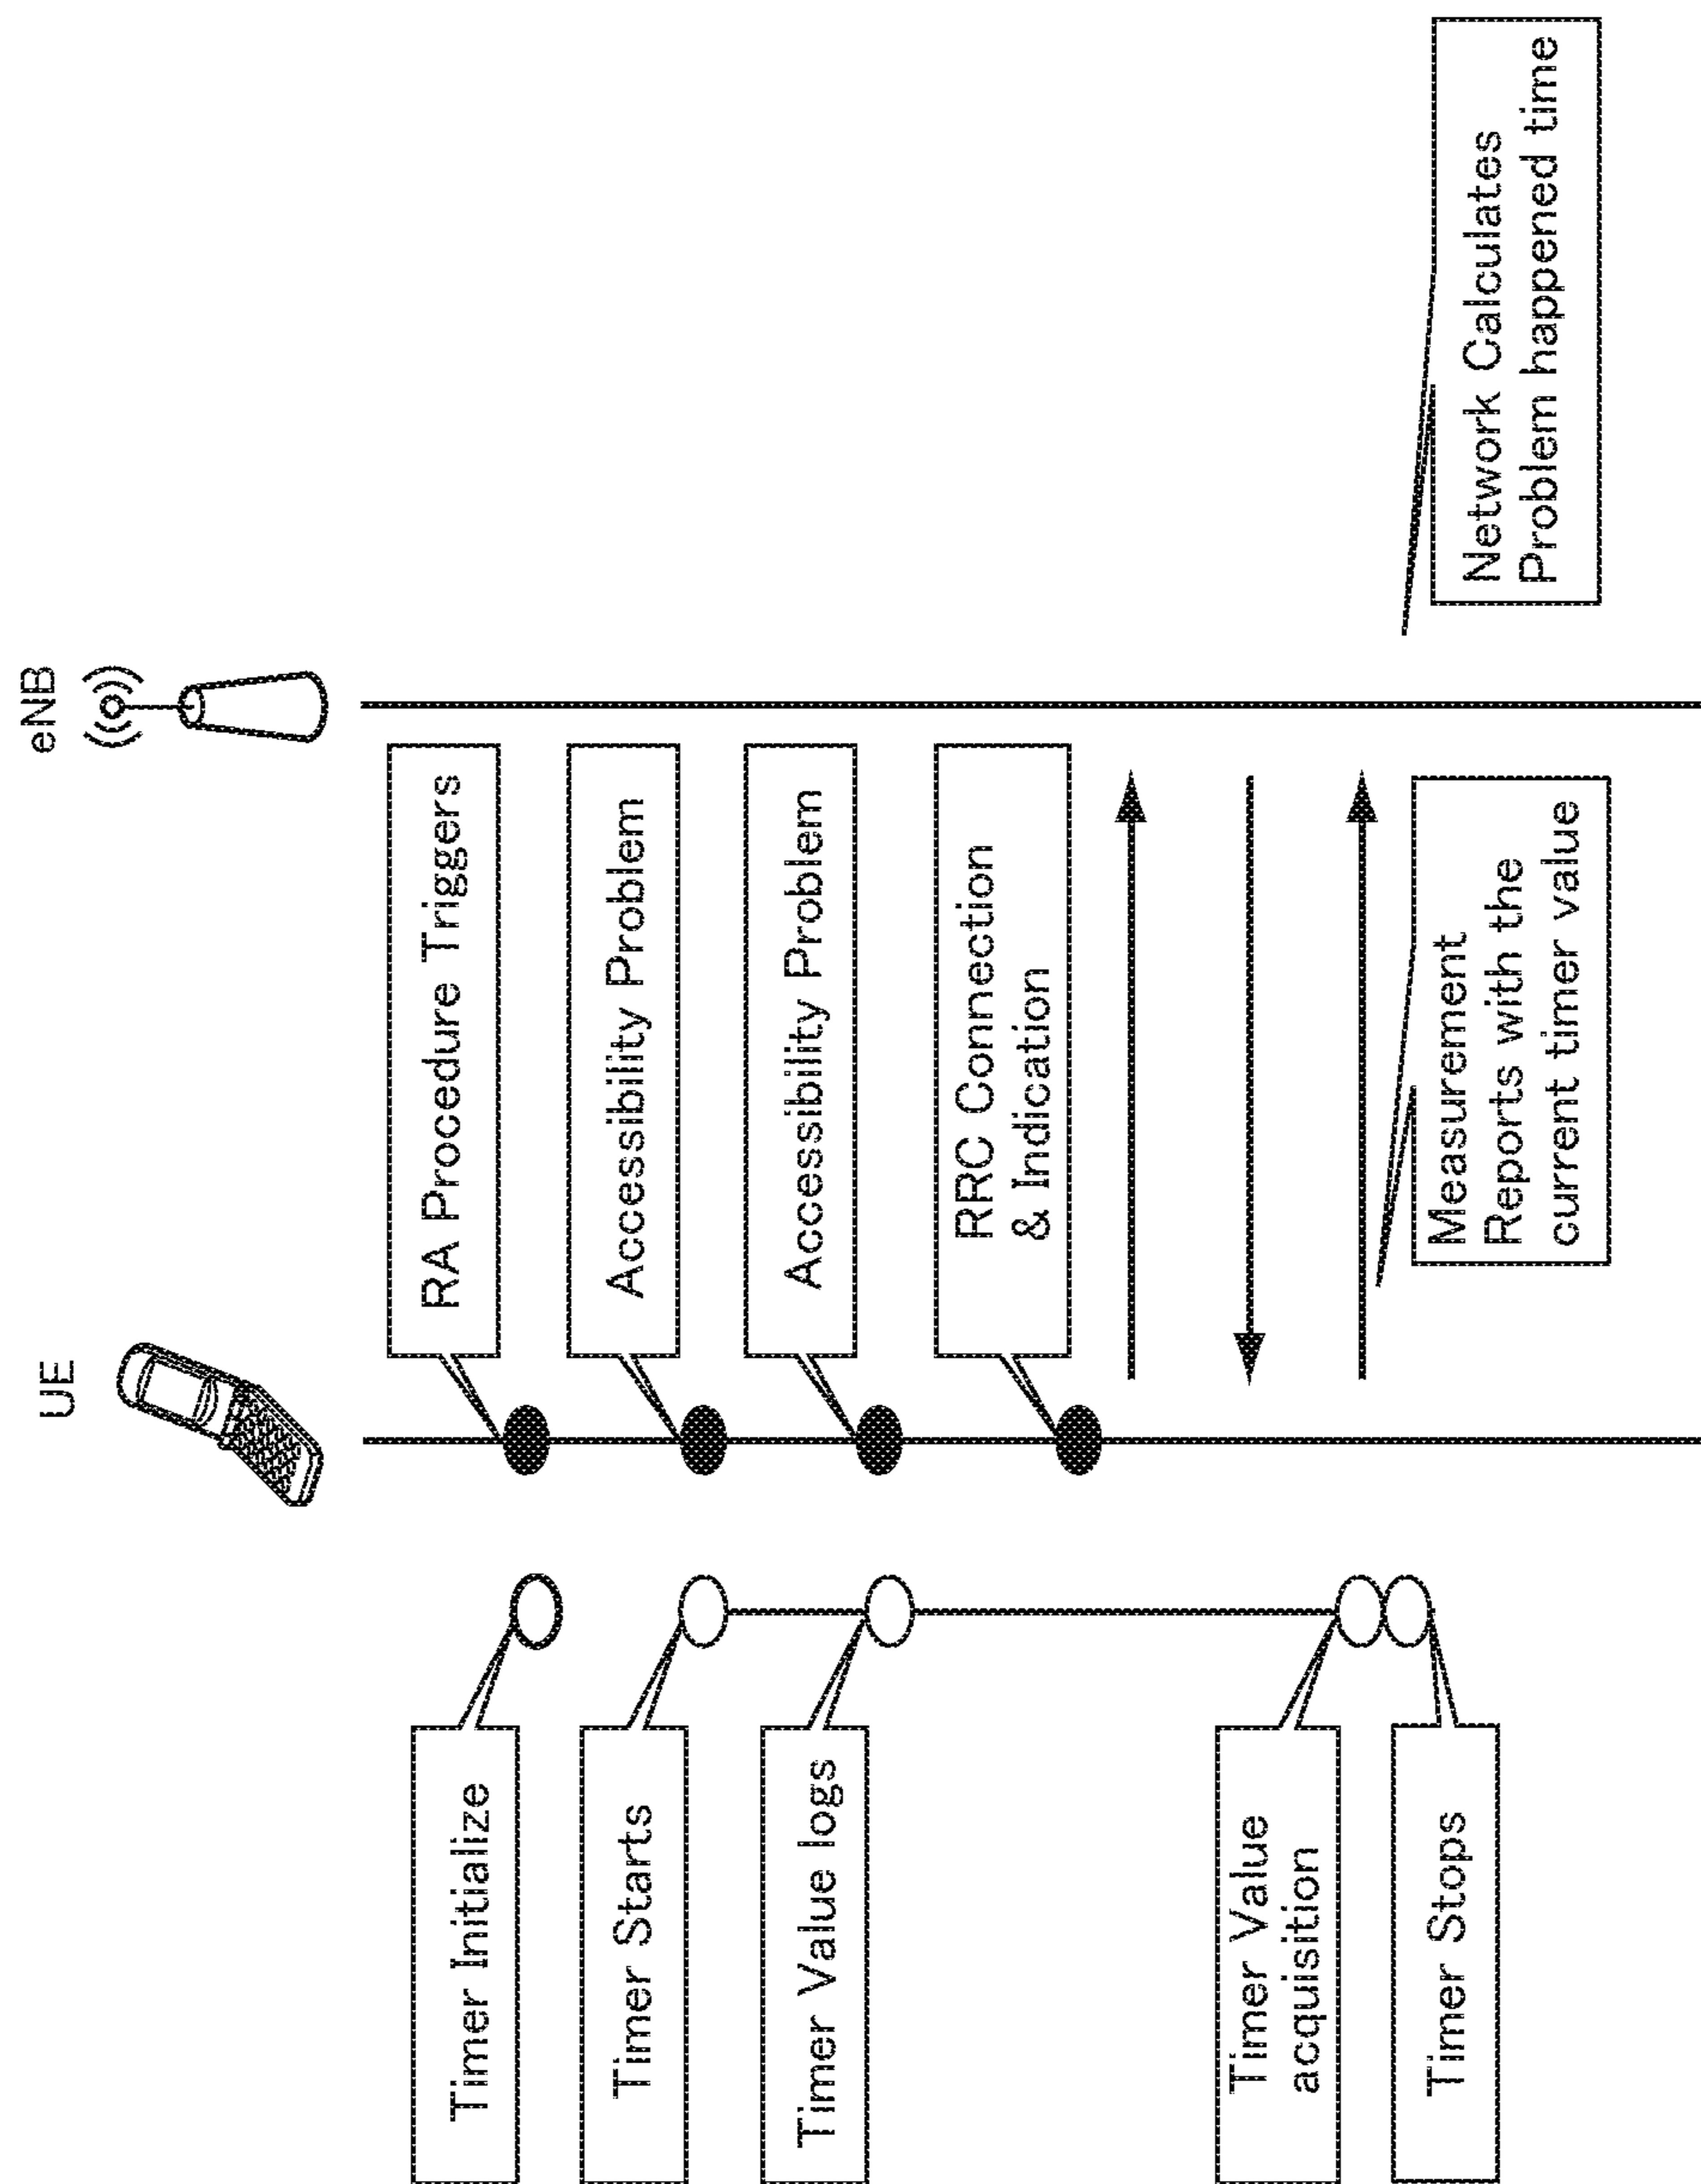 UE
eNB
Timer Initialize
RA Procedure Triggers
Timer Starts
Accessibility Problem
Timer Value logs
Accessibility Problem
RRC Connection
& Indication
Timer Value
acquisition
Timer Stops
Measurement
Reports with the
current timer value
Network Calculates
Problem happened time